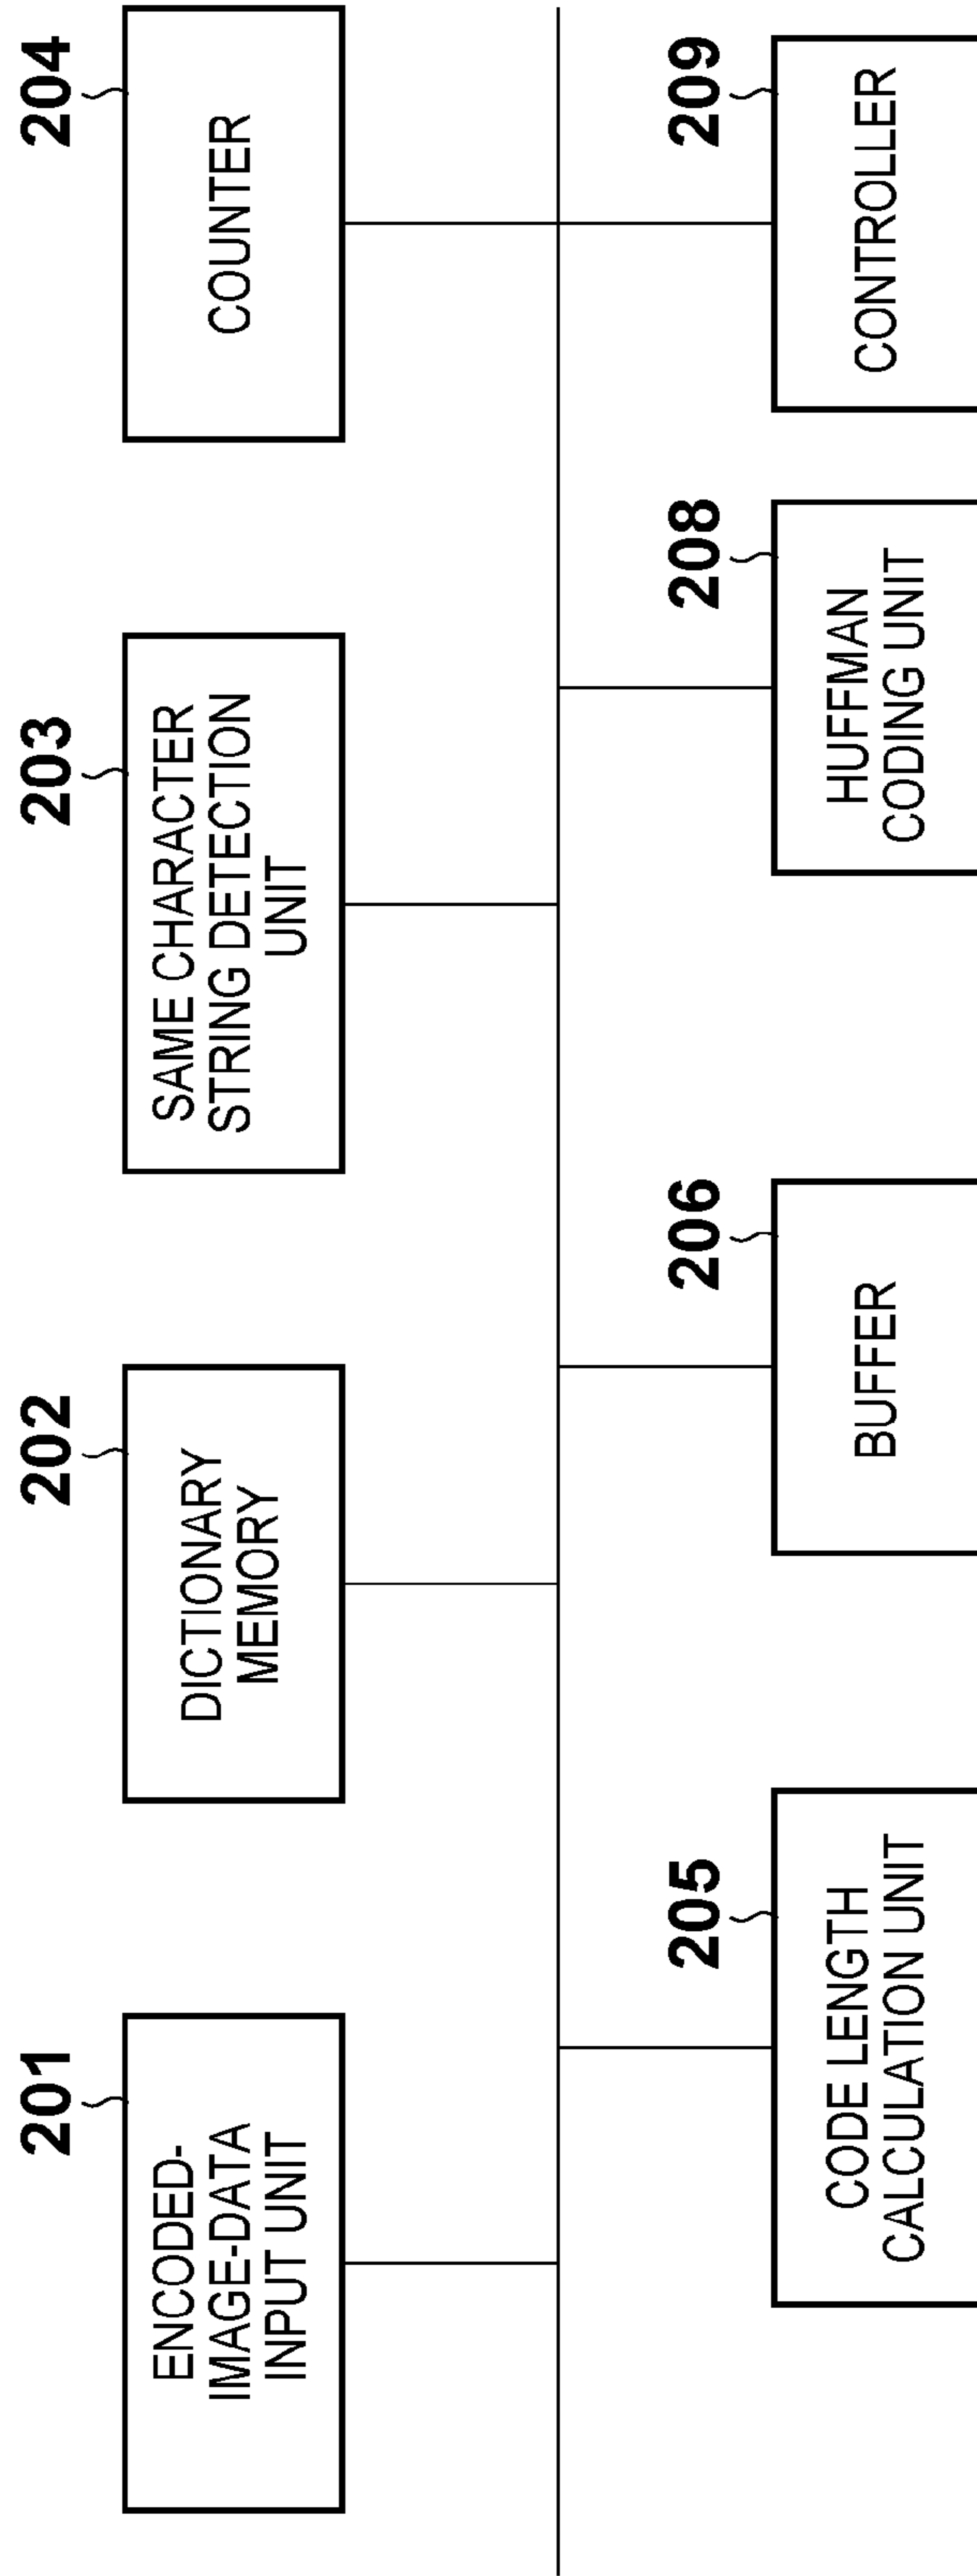 201
ENCODED-
IMAGE-DATA
INPUT UNIT
202
DICTIONARY
MEMORY
203
SAME CHARACTER
STRING DETECTION
UNIT
204
COUNTER
205
CODE LENGTH
CALCULATION UNIT
206
BUFFER
208
HUFFMAN
CODING UNIT
209
CONTROLLER